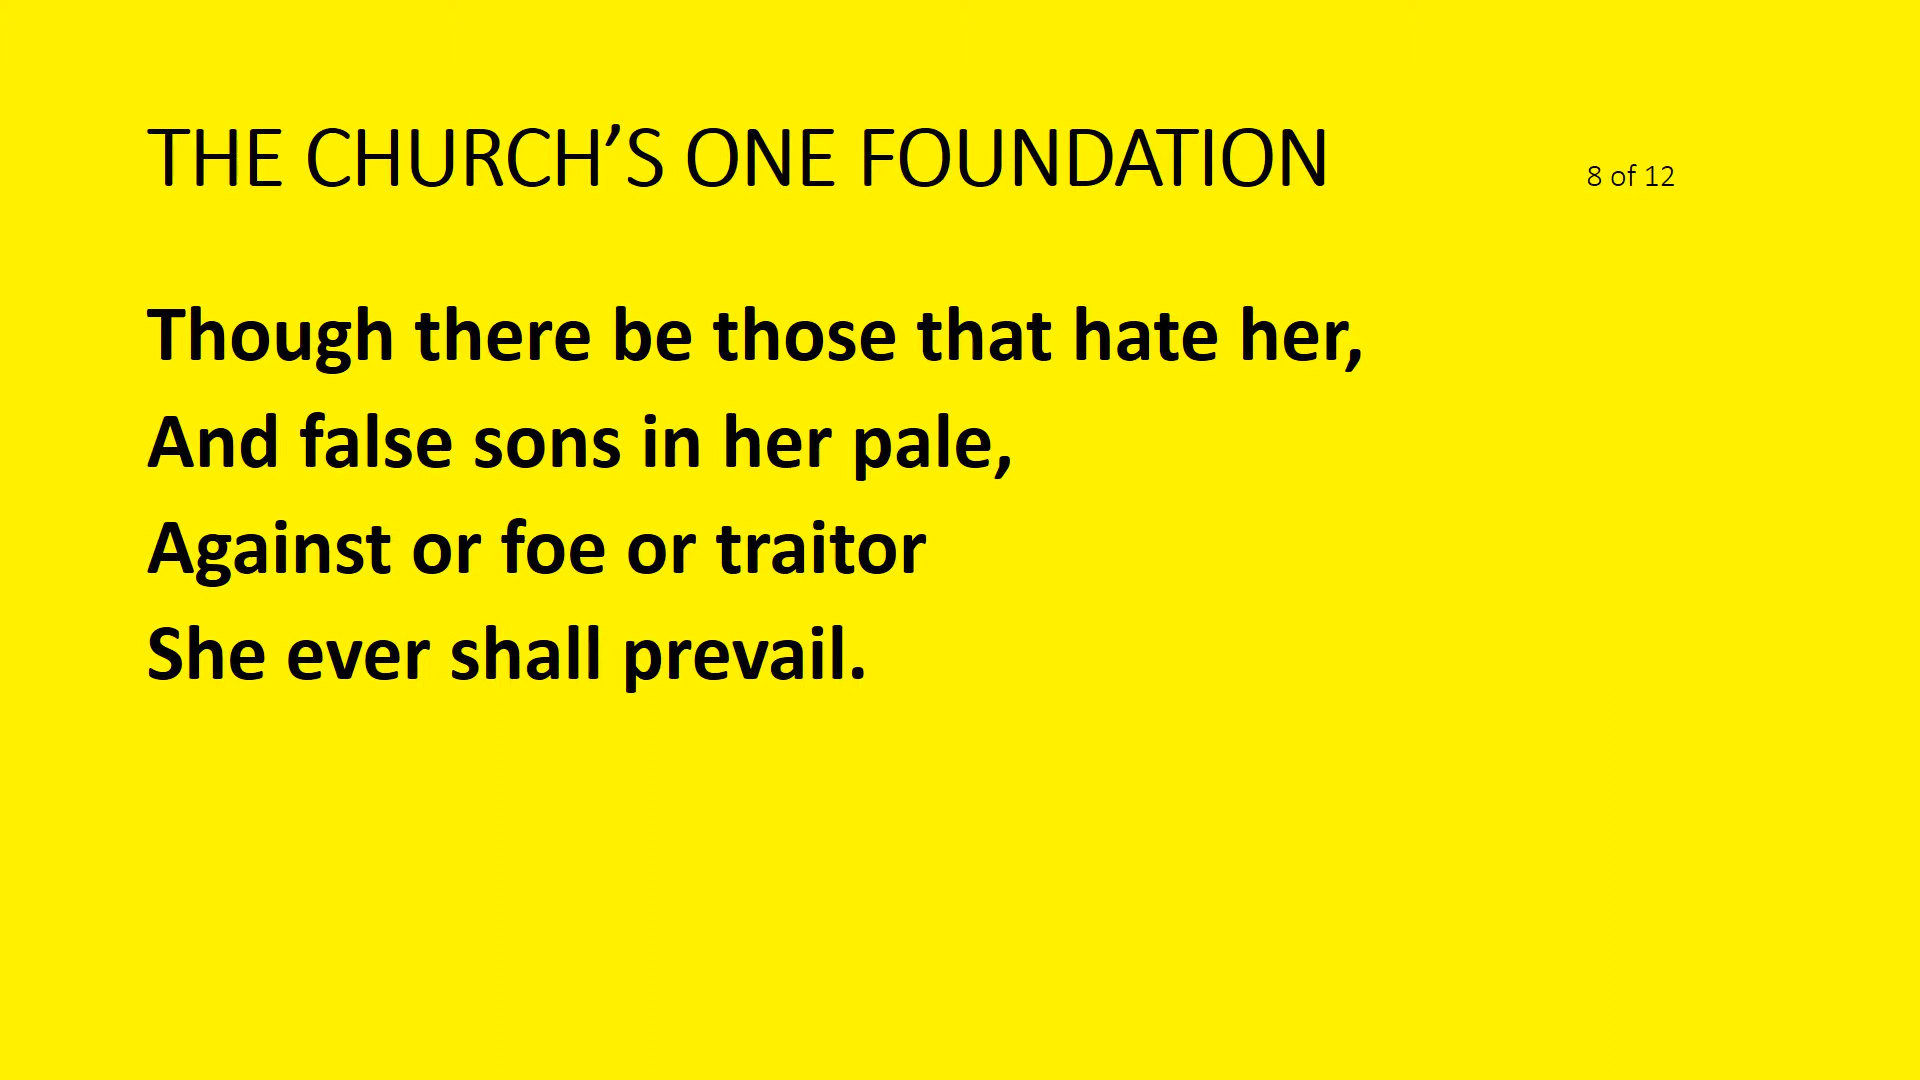 THE CHURCH’S ONE FOUNDATION 8 of 12
Though there be those that hate her,
And false sons in her pale,
Against or foe or traitor
She ever shall prevail.